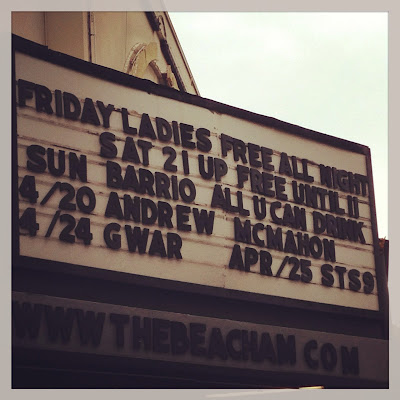 FRIDAY LADIES FREE ALL NIGHT
SAT 21 UP FREE UNTIL 11
SUN BARRIO ALL U CAN DRINK
4/20 ANDREW MCMAHON
4/24 GWAR APR/25 STS9
WWW THEBEACHAM COM